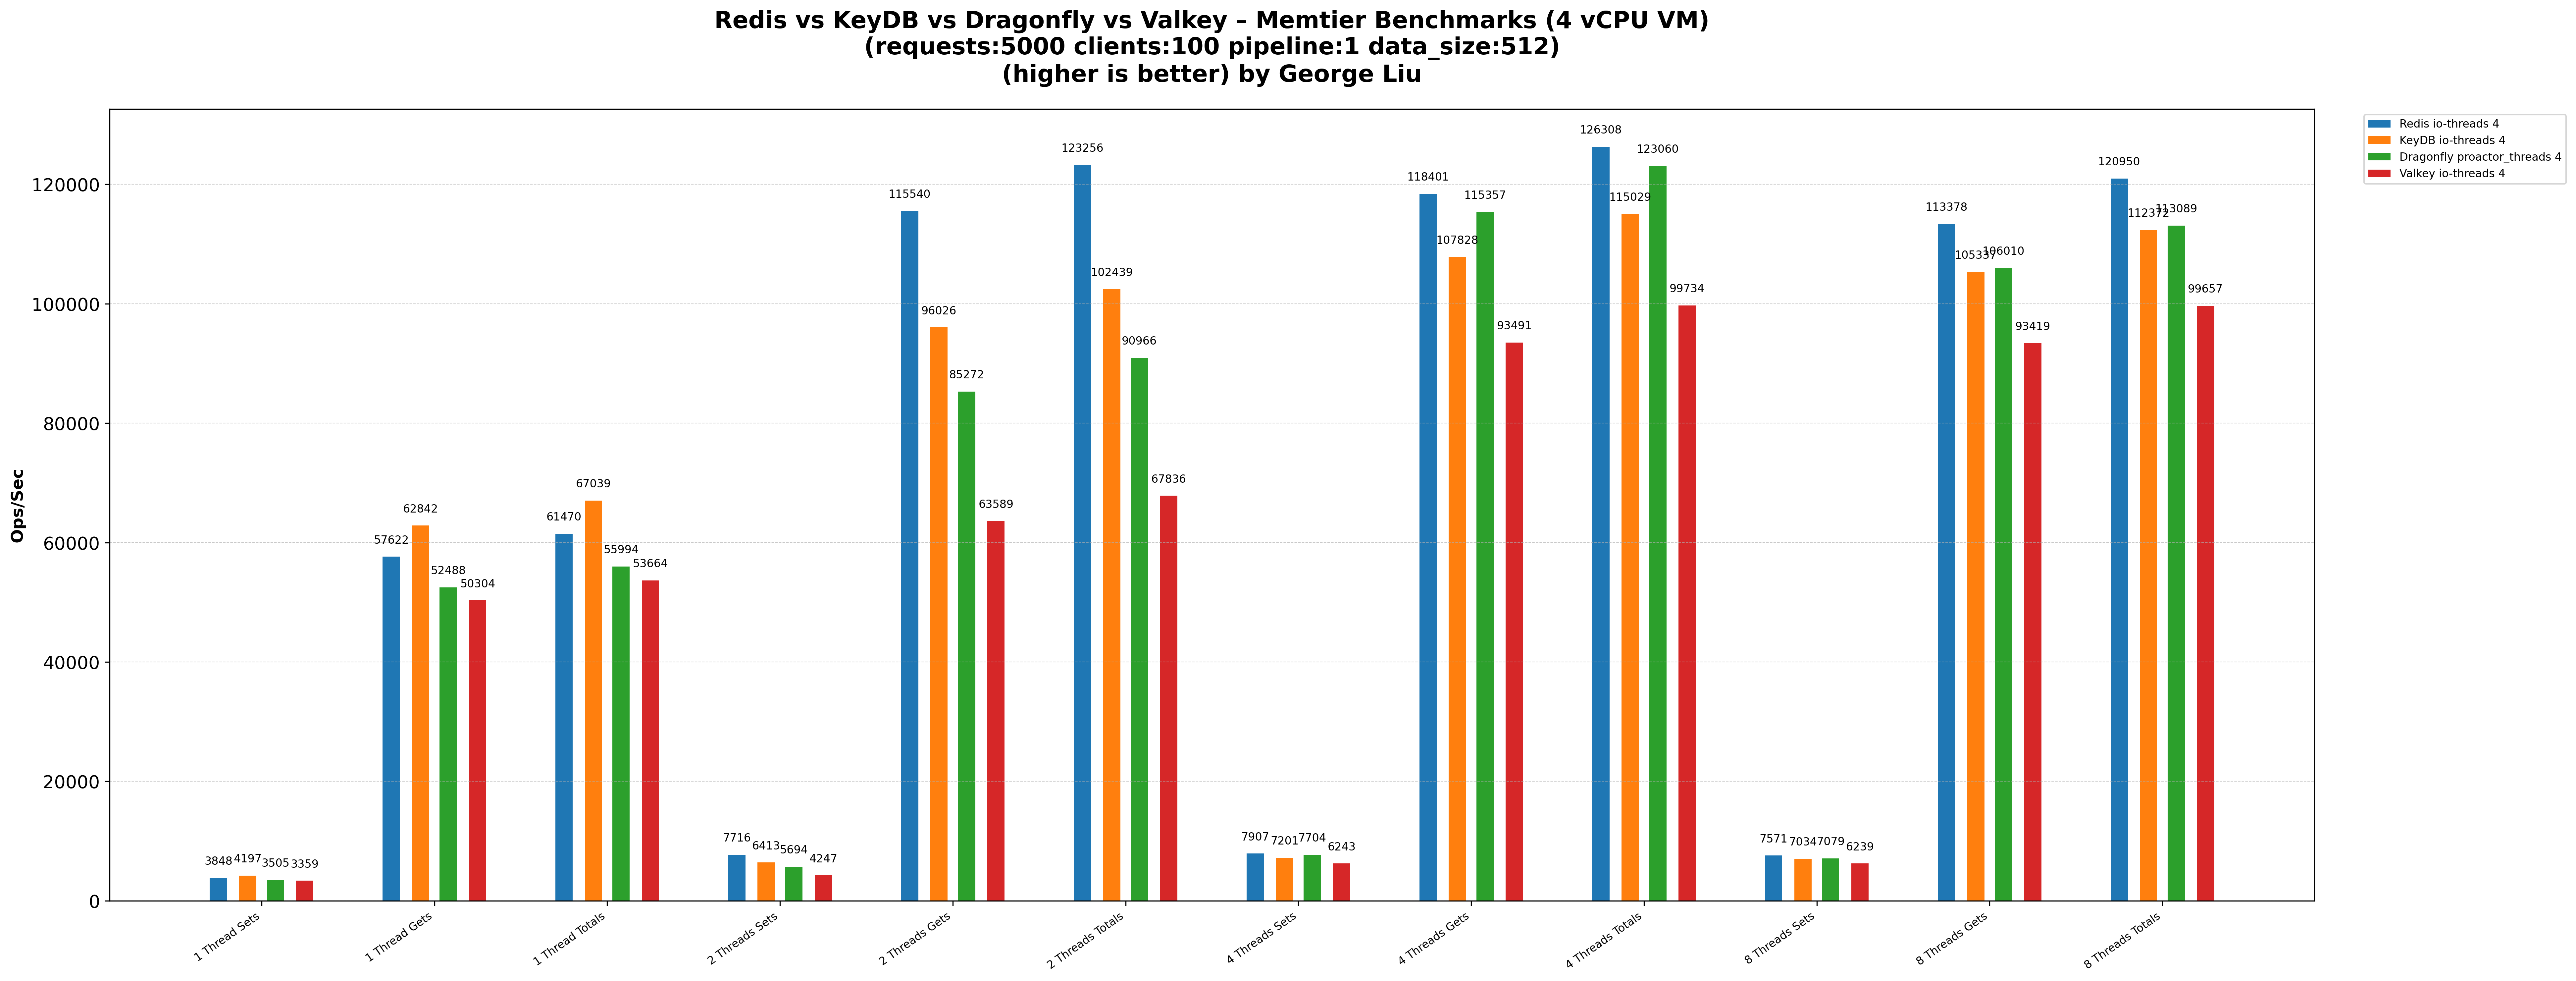 Redis vs KeyDB vs Dragonfly vs Valkey – Memtier Benchmarks (4 vCPU VM)
(requests:5000 clients:100 pipeline:1 data_size:512)
(higher is better) by George Liu
Redis io-threads 4
KeyDB io-threads 4
Dragonfly proactor_threads 4
Valkey io-threads 4
Ops/Sec
120000
100000
80000
60000
40000
20000
0
3848 4197 3505 3359
57622 62842 52488 50304
61470 67039 55994 53664
7716 6413 5694 4247
115540 96026 85272 63589
123256 102439 90966 67836
7907 7201 7704 6243
118401 107828 115357 93491
126308 115029 123060 99734
7571 7034 7079 6239
113378 105337 106010 93419
120950 112372 113089 99657
1 Thread Sets
1 Thread Gets
1 Thread Totals
2 Threads Sets
2 Threads Gets
2 Threads Totals
4 Threads Sets
4 Threads Gets
4 Threads Totals
8 Threads Sets
8 Threads Gets
8 Threads Totals